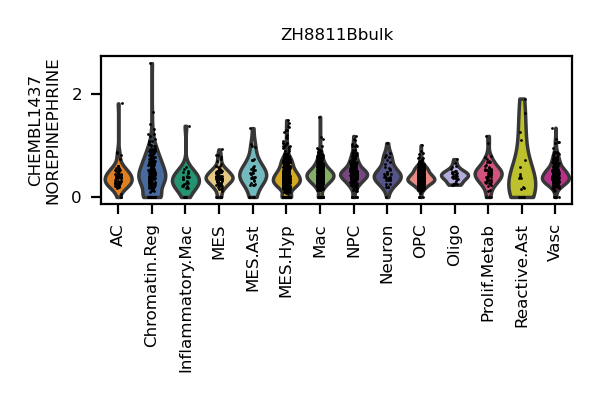 ZH8811Bbulk
CHEMBL1437
NOREPINEPHRINE
2
0
AC
Chromatin.Reg
Inflammatory.Mac
MES
MES.Ast
MES.Hyp
Mac
NPC
Neuron
OPC
Oligo
Prolif.Metab
Reactive.Ast
Vasc